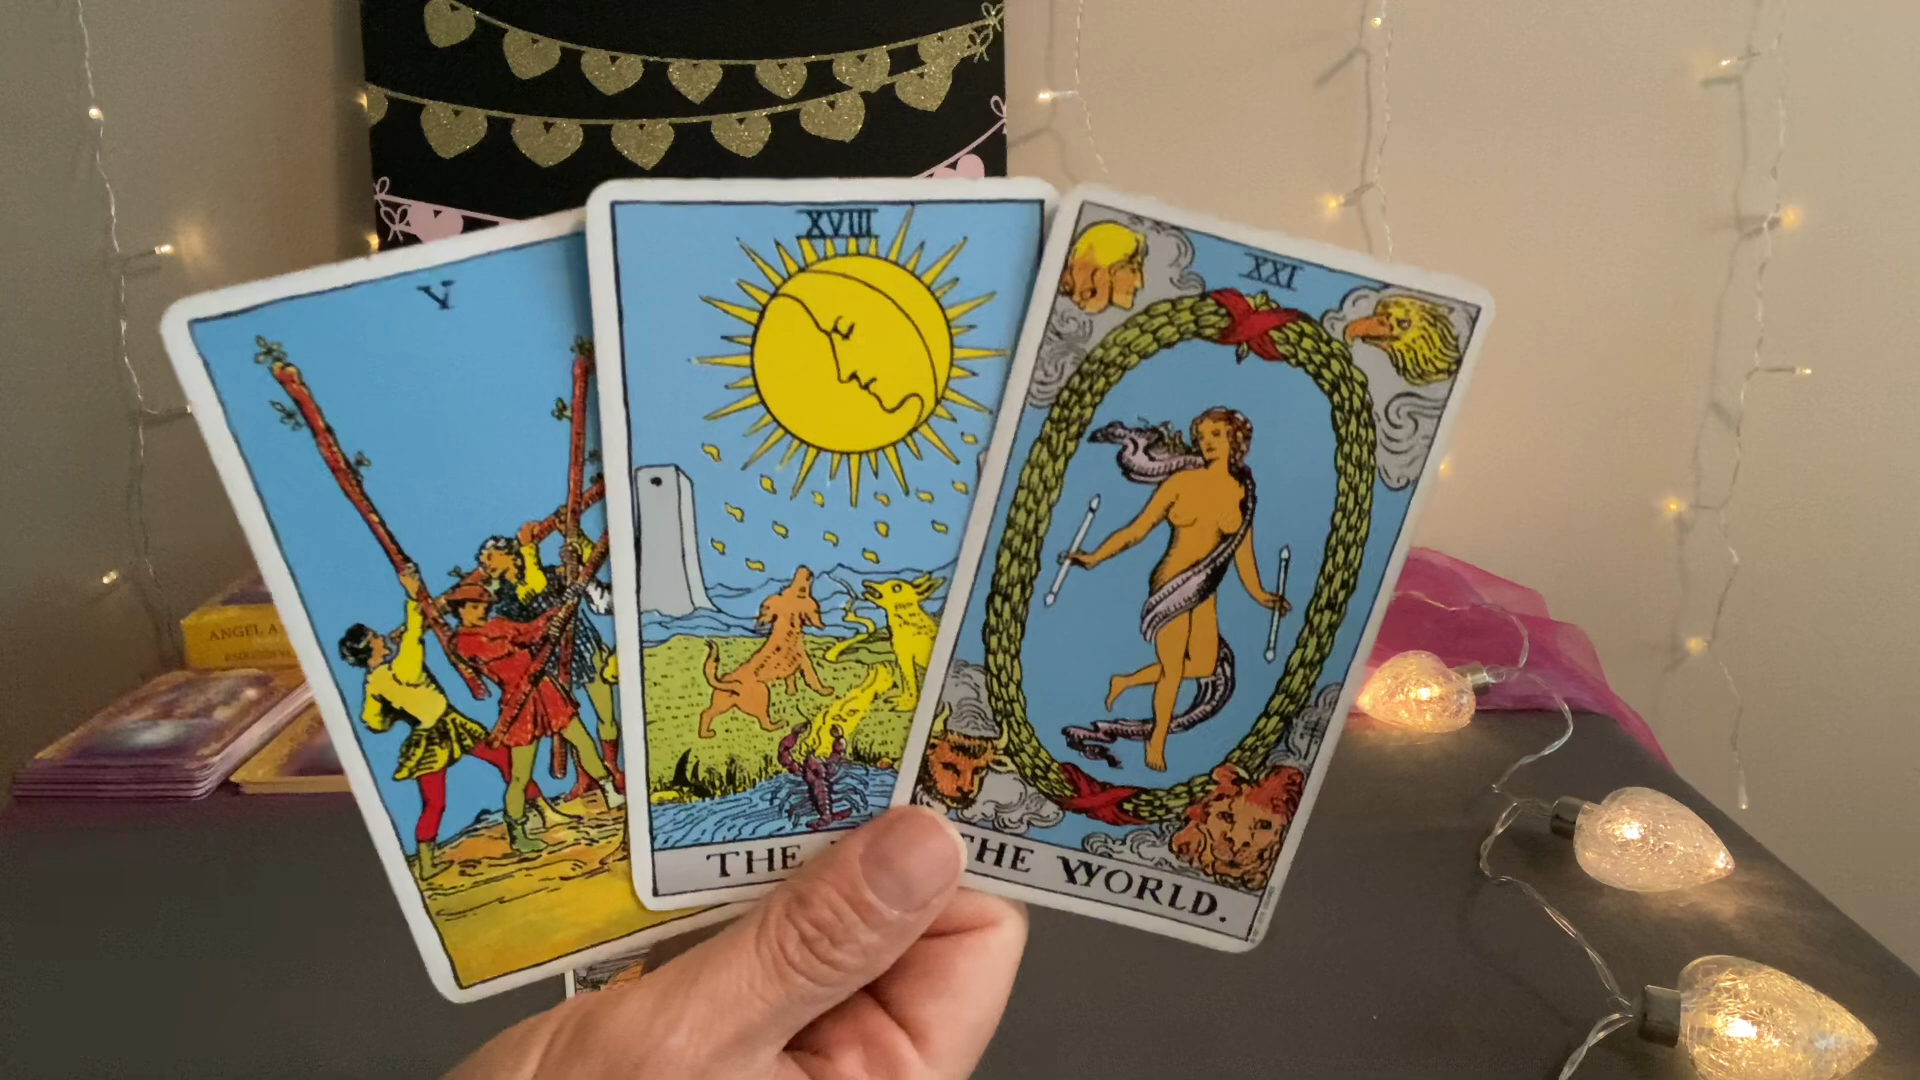 V
XVIII
XXI
THE
THE WORLD.
ANGEL A